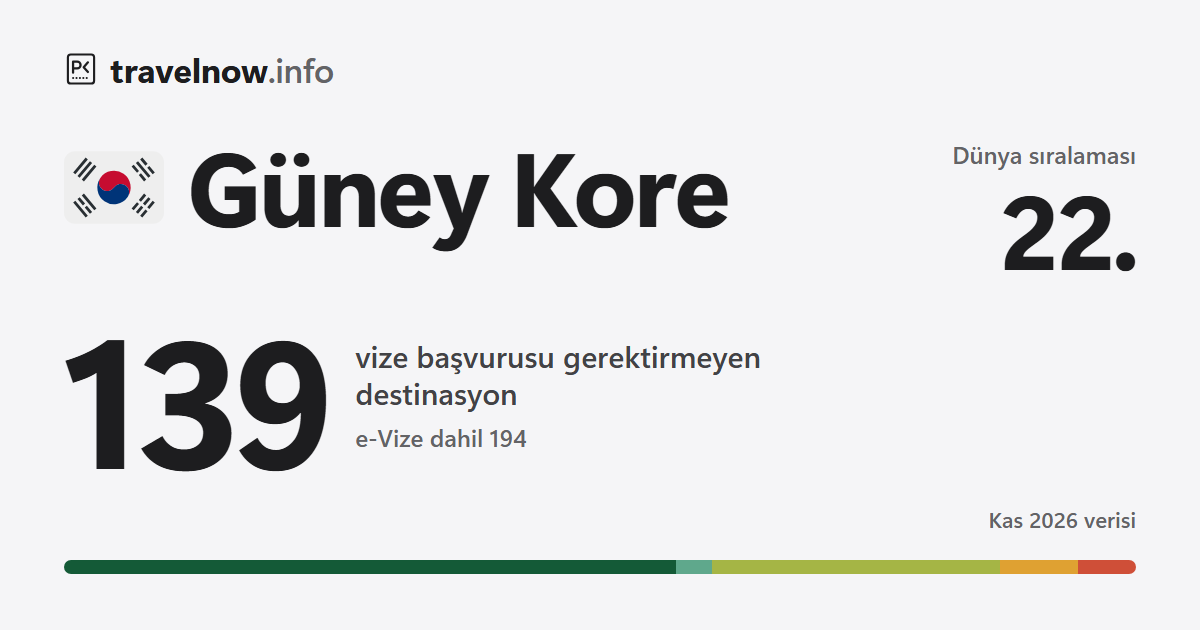 travelnow.info
Güney Kore
Dünya sıralaması
22.
139
vize başvurusu gerektirmeyen
destinasyon
e-Vize dahil 194
Kas 2026 verisi